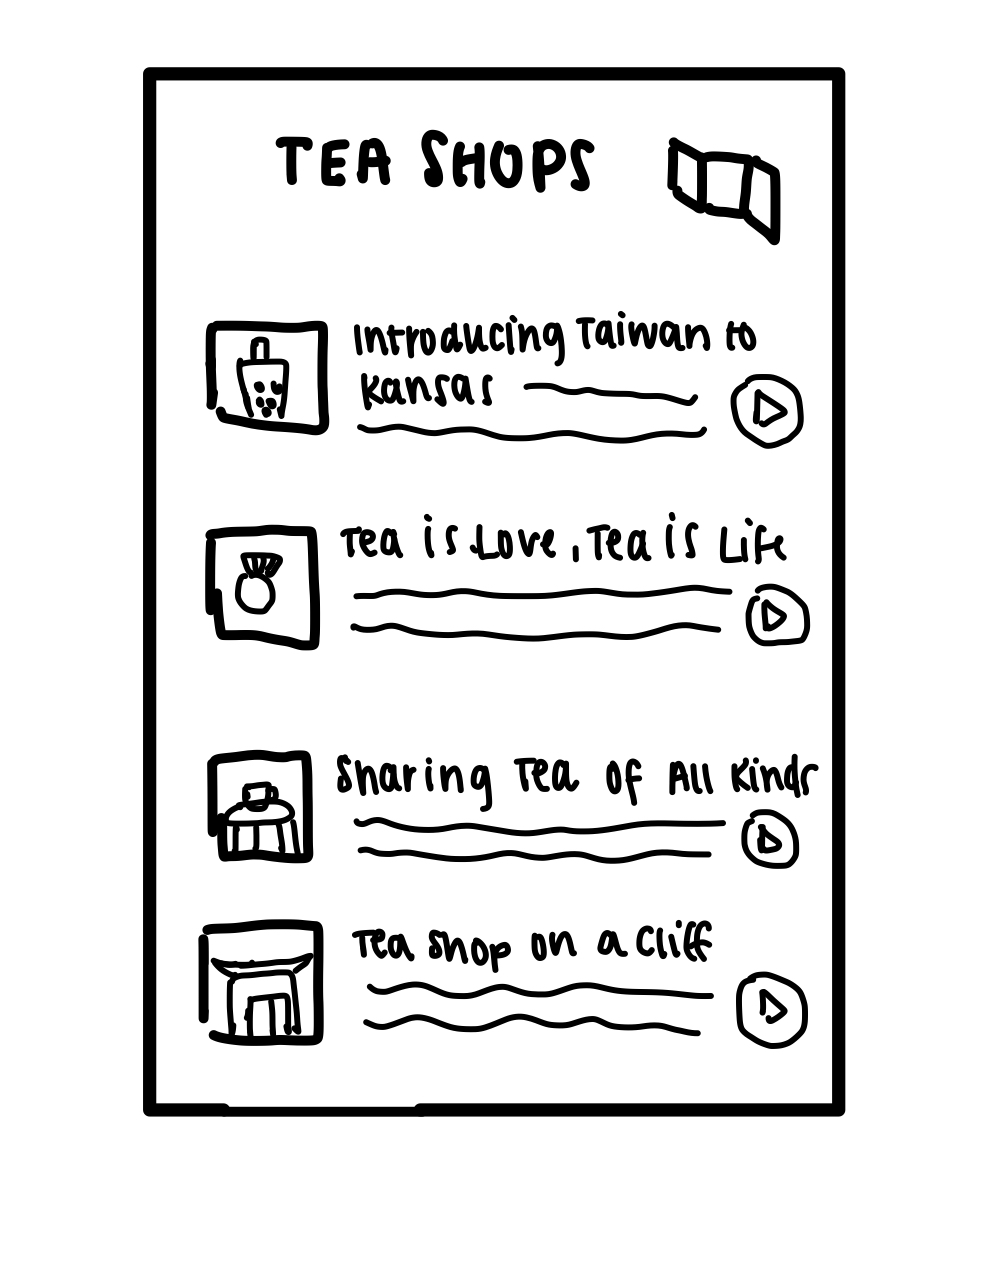 TEA SHOPS
Introducing Taiwan to
Kansas
Tea is Love, Tea is Life
Sharing Tea of All Kinds
Tea Shop on a Cliff